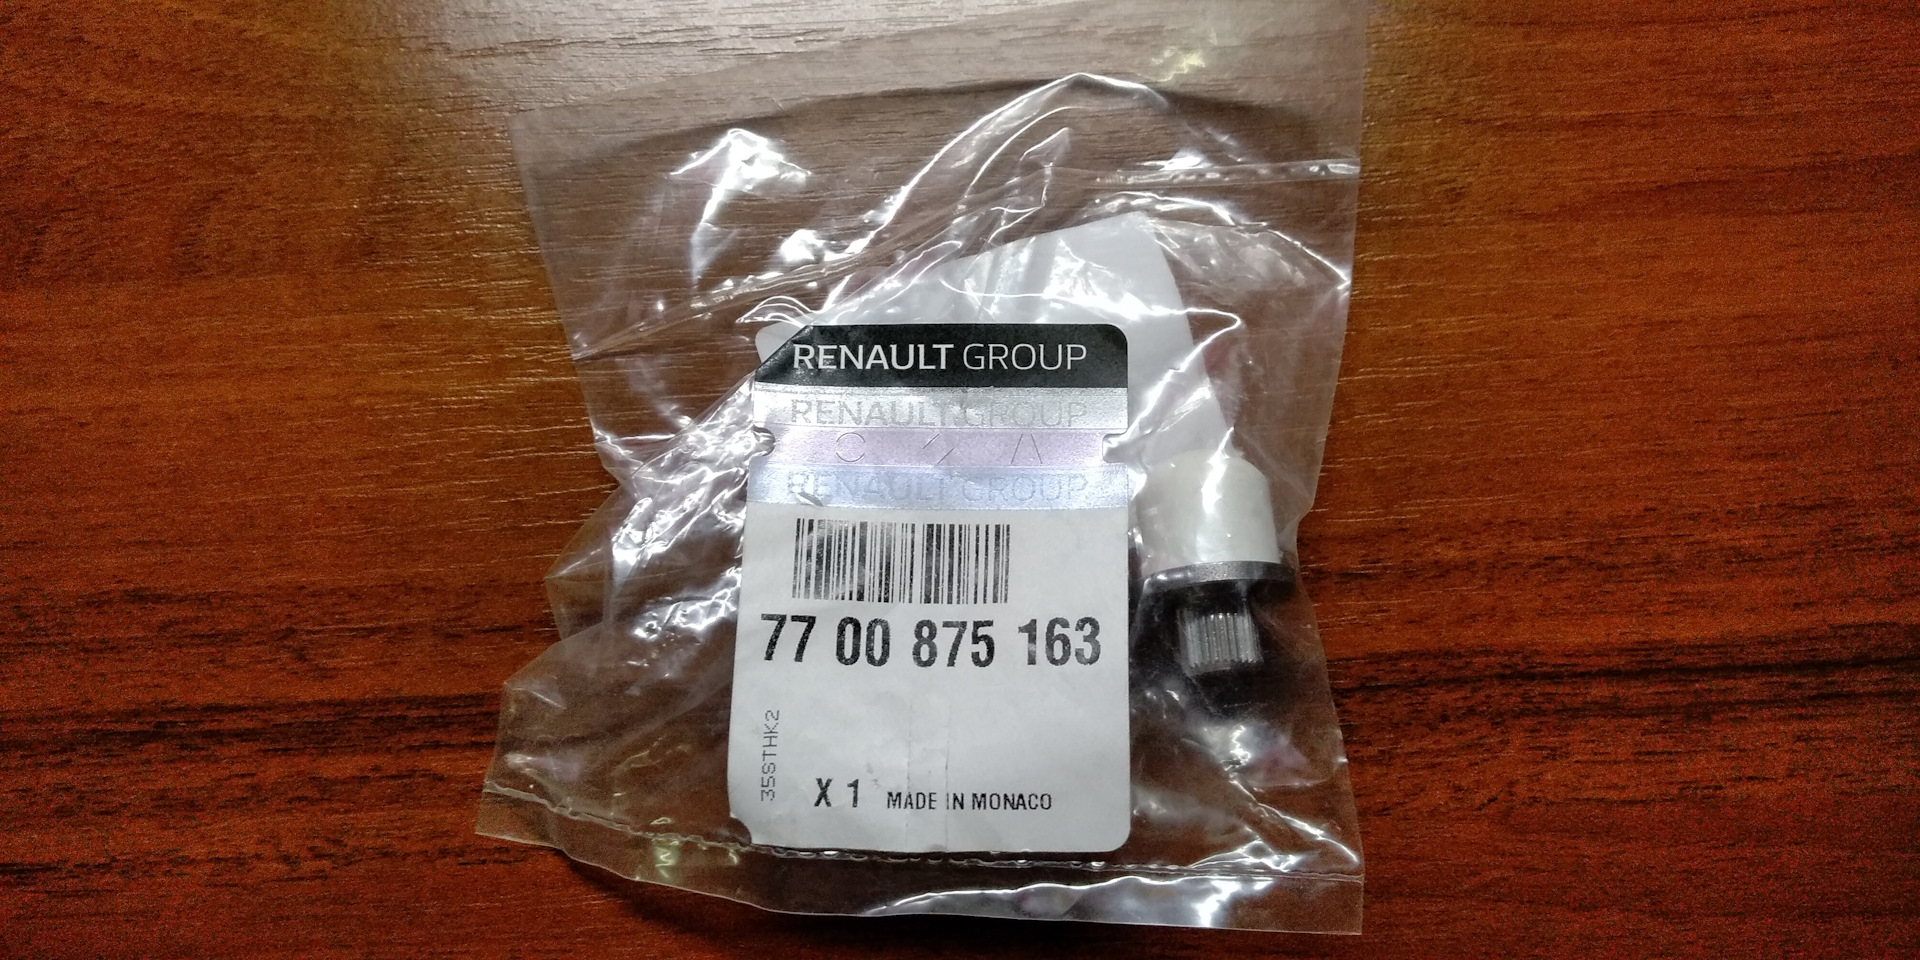 RENAULT GROUP
RENAULT GROUP
RENAULT GROUP
77 00 875 163
35STHK2
X 1 MADE IN MONACO